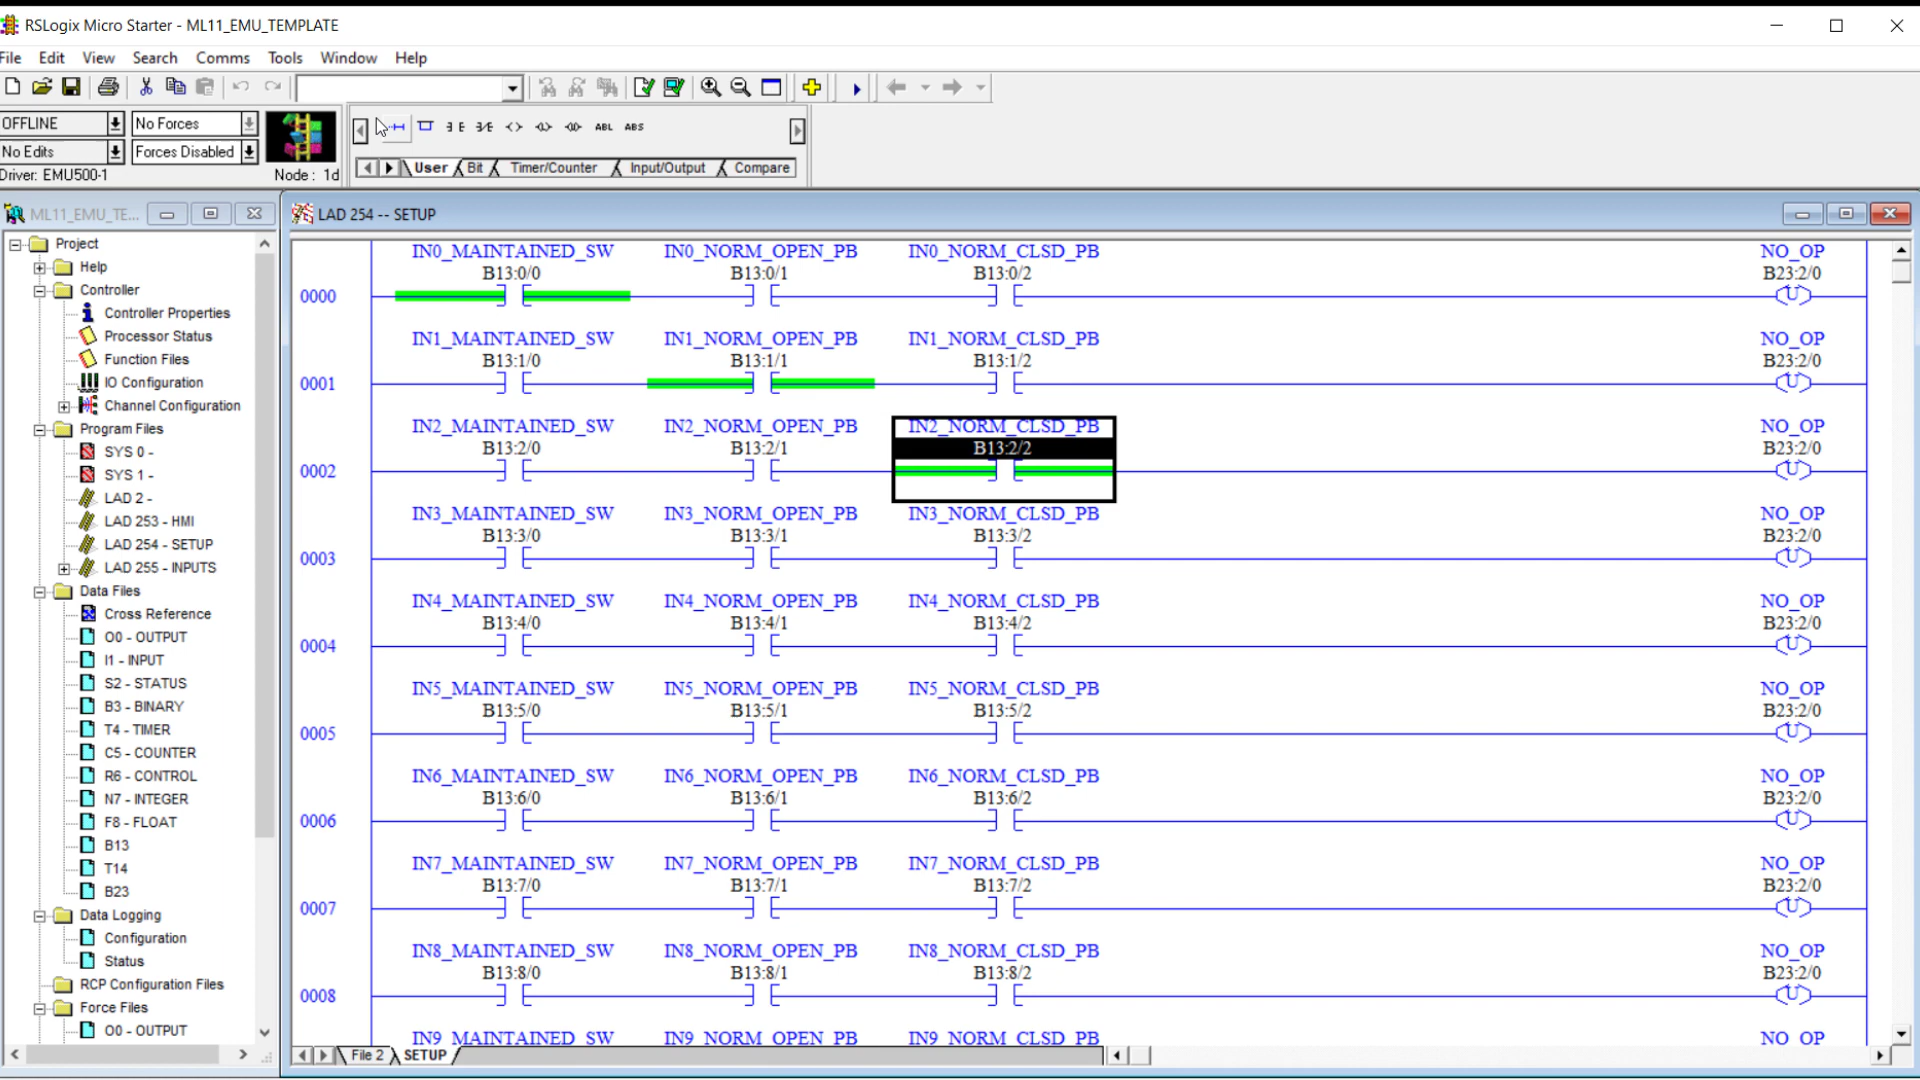 RSLogix Micro Starter - ML11_EMU_TEMPLATE
File Edit View Search Comms Tools Window Help
OFFLINE No Forces
No Edits Forces Disabled
Driver: EMU500-1 Node : 1d
ABL ABS
User Bit Timer/Counter Input/Output Compare
ML11_EMU_TE...
Project
Help
Controller
Controller Properties
Processor Status
Function Files
IO Configuration
Channel Configuration
Program Files
SYS 0 -
SYS 1 -
LAD 2 -
LAD 253 - HMI
LAD 254 - SETUP
LAD 255 - INPUTS
Data Files
Cross Reference
O0 - OUTPUT
I1 - INPUT
S2 - STATUS
B3 - BINARY
T4 - TIMER
C5 - COUNTER
R6 - CONTROL
N7 - INTEGER
F8 - FLOAT
B13
T14
B23
Data Logging
Configuration
Status
RCP Configuration Files
Force Files
O0 - OUTPUT
LAD 254 -- SETUP
IN0_MAINTAINED_SW IN0_NORM_OPEN_PB IN0_NORM_CLSD_PB NO_OP
B13:0/0 B13:0/1 B13:0/2 B23:2/0
0000 U
IN1_MAINTAINED_SW IN1_NORM_OPEN_PB IN1_NORM_CLSD_PB NO_OP
B13:1/0 B13:1/1 B13:1/2 B23:2/0
0001 U
IN2_MAINTAINED_SW IN2_NORM_OPEN_PB IN2_NORM_CLSD_PB NO_OP
B13:2/0 B13:2/1 B13:2/2 B23:2/0
0002 U
IN3_MAINTAINED_SW IN3_NORM_OPEN_PB IN3_NORM_CLSD_PB NO_OP
B13:3/0 B13:3/1 B13:3/2 B23:2/0
0003 U
IN4_MAINTAINED_SW IN4_NORM_OPEN_PB IN4_NORM_CLSD_PB NO_OP
B13:4/0 B13:4/1 B13:4/2 B23:2/0
0004 U
IN5_MAINTAINED_SW IN5_NORM_OPEN_PB IN5_NORM_CLSD_PB NO_OP
B13:5/0 B13:5/1 B13:5/2 B23:2/0
0005 U
IN6_MAINTAINED_SW IN6_NORM_OPEN_PB IN6_NORM_CLSD_PB NO_OP
B13:6/0 B13:6/1 B13:6/2 B23:2/0
0006 U
IN7_MAINTAINED_SW IN7_NORM_OPEN_PB IN7_NORM_CLSD_PB NO_OP
B13:7/0 B13:7/1 B13:7/2 B23:2/0
0007 U
IN8_MAINTAINED_SW IN8_NORM_OPEN_PB IN8_NORM_CLSD_PB NO_OP
B13:8/0 B13:8/1 B13:8/2 B23:2/0
0008 U
IN9_MAINTAINED_SW IN9_NORM_OPEN_PB IN9_NORM_CLSD_PB NO_OP
File 2 SETUP